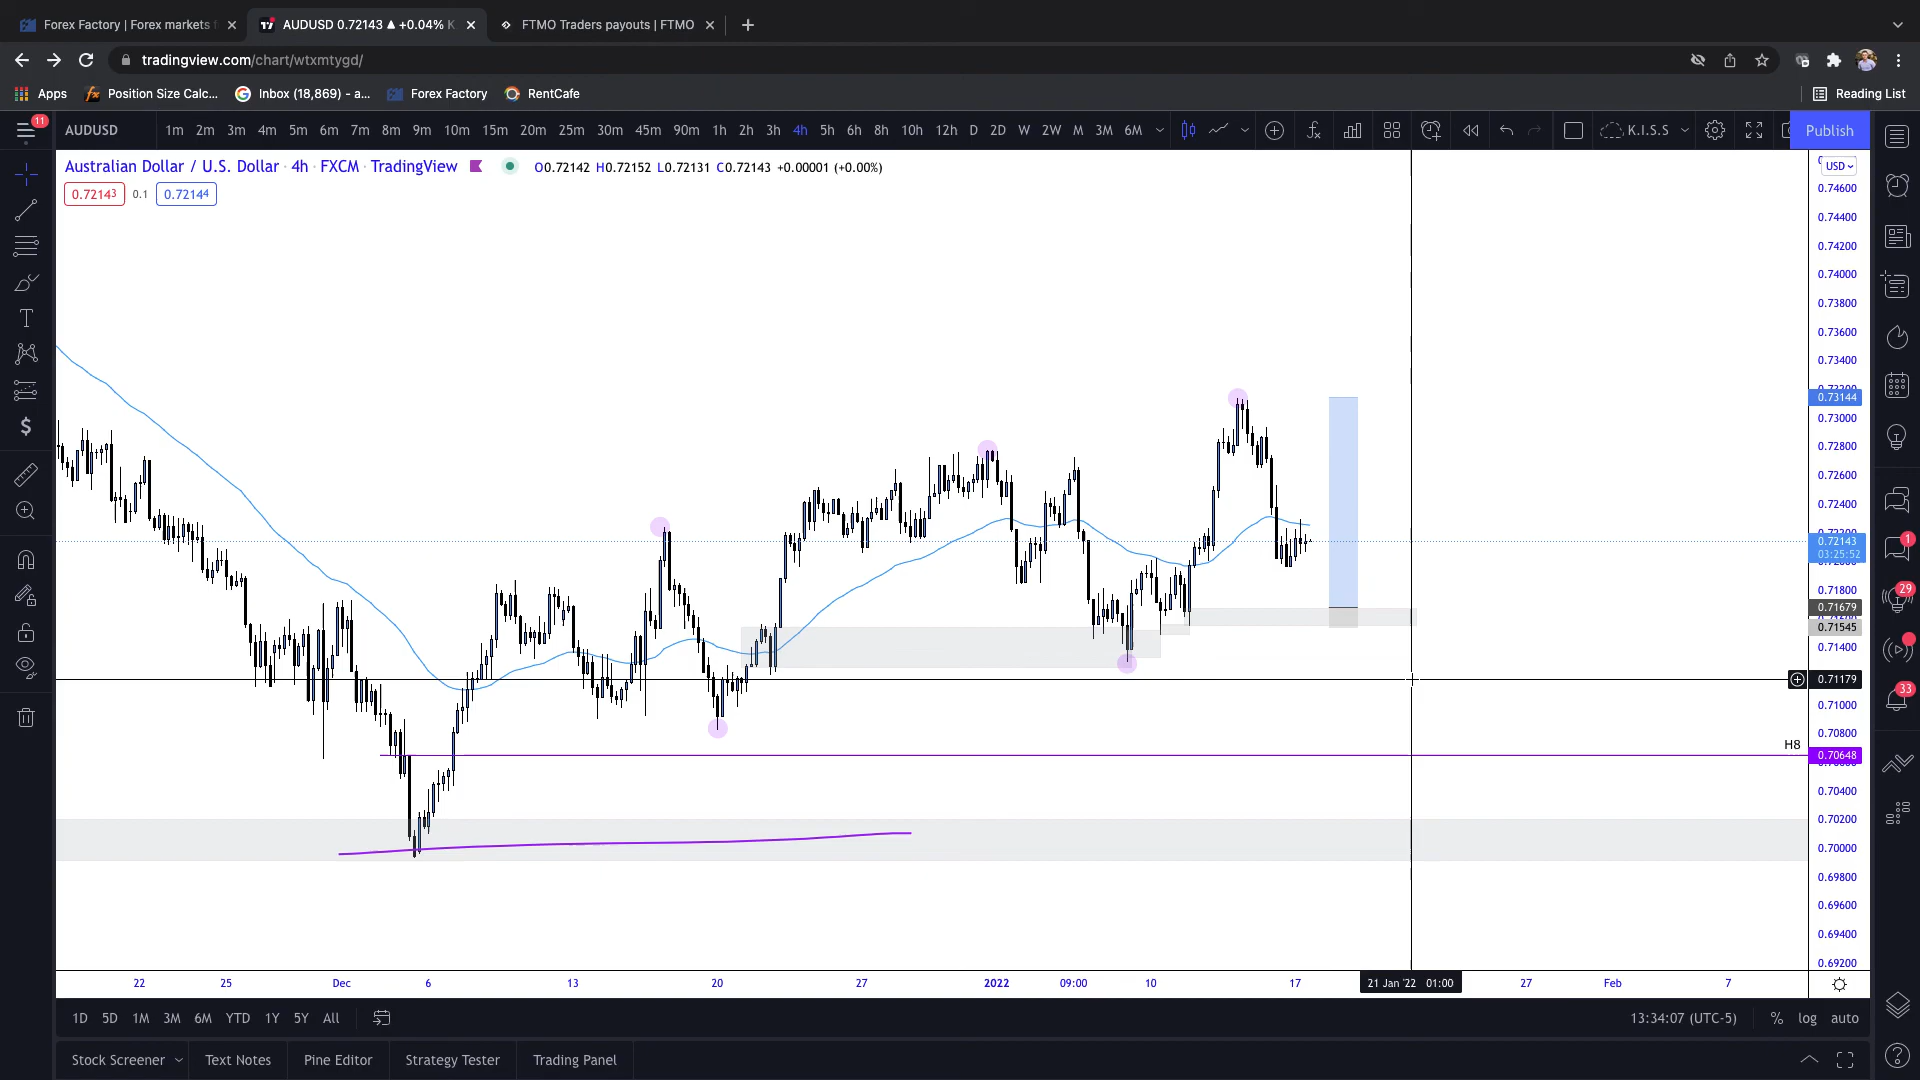 Forex Factory | Forex markets f
AUDUSD 0.72143 ▲ +0.04% K
FTMO Traders payouts | FTMO
tradingview.com/chart/wtxmtygd/
Apps
Position Size Calc...
Inbox (18,869) - a...
Forex Factory
RentCafe
Reading List
11
AUDUSD
1m 2m 3m 4m 5m 6m 7m 8m 9m 10m 15m 20m 25m 30m 45m 90m 1h 2h 3h 4h 5h 6h 8h 10h 12h D 2D W 2W M 3M 6M
K.I.S.S
Publish
Australian Dollar / U.S. Dollar · 4h · FXCM · TradingView
O0.72142 H0.72152 L0.72131 C0.72143 +0.00001 (+0.00%)
USD
0.72143 0.1 0.72144
0.74600
0.74400
0.74200
0.74000
0.73800
0.73600
0.73400
0.73144
0.73000
0.72800
0.72600
0.72400
0.72143
03:25:52
0.71800
0.71679
0.71545
0.71400
0.71179
0.71000
0.70800
H8
0.70648
0.70400
0.70200
0.70000
0.69800
0.69600
0.69400
0.69200
1
29
33
22 25 Dec 6 13 20 27 2022 09:00 10 17 21 Jan '22 01:00 27 Feb 7
1D 5D 1M 3M 6M YTD 1Y 5Y All
13:34:07 (UTC-5)
% log auto
Stock Screener
Text Notes
Pine Editor
Strategy Tester
Trading Panel